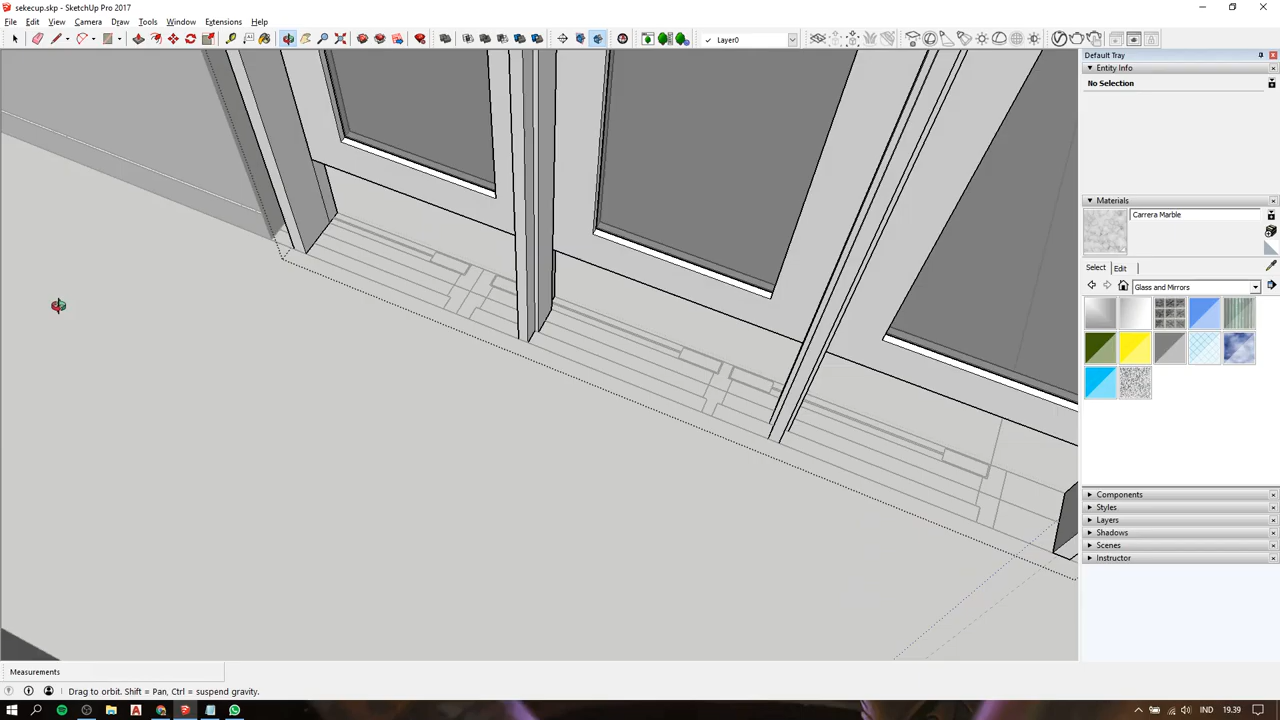 sekecup.skp - SketchUp Pro 2017
File Edit View Camera Draw Tools Window Extensions Help
Layer0
Default Tray
Entity Info
No Selection
Materials
Carrera Marble
Select Edit
Glass and Mirrors
Components
Styles
Layers
Shadows
Scenes
Instructor
Measurements
Drag to orbit. Shift = Pan, Ctrl = suspend gravity.
IND 19.39